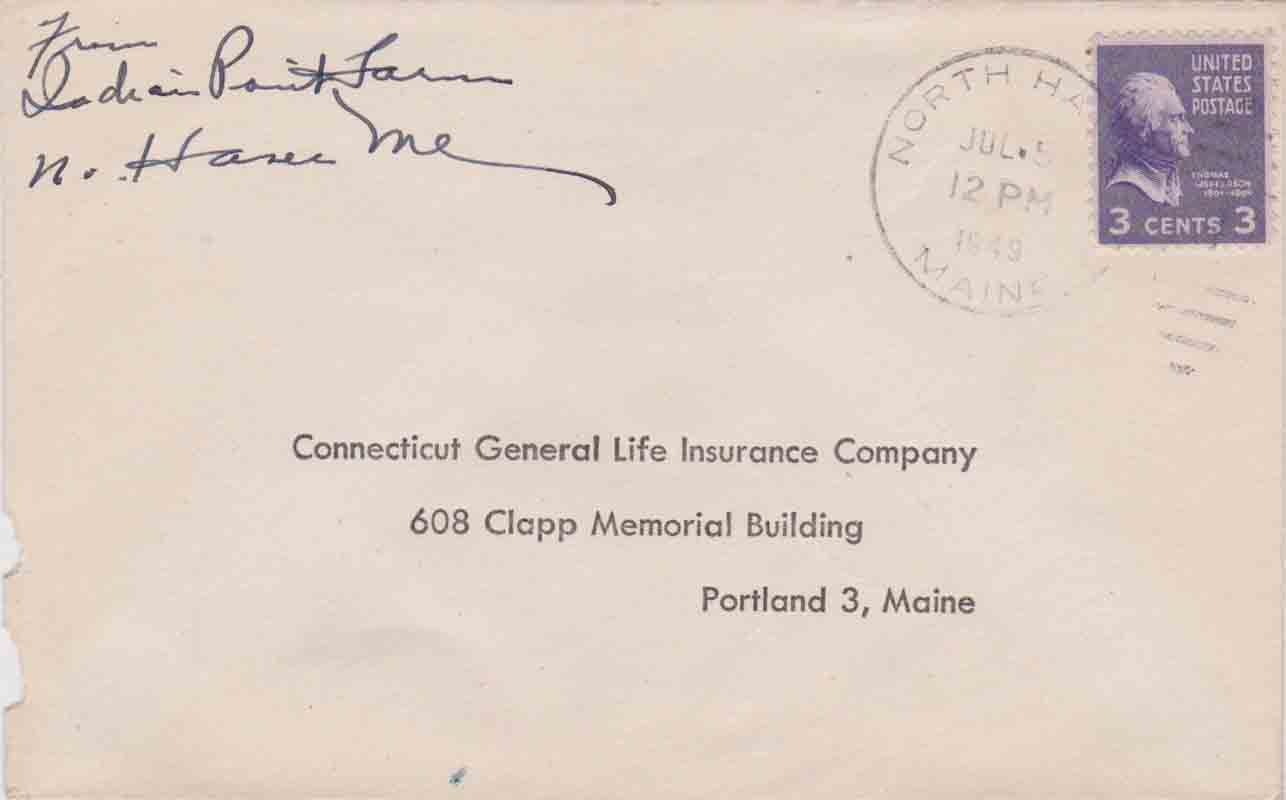 From
Indian Point Farm
No. Haven Me
NORTH HA
JUL. 5
12 PM
1949
MAINE
UNITED
STATES
POSTAGE
THOMAS
JEFFERSON
1801-1809
3 CENTS 3
Connecticut General Life Insurance Company
608 Clapp Memorial Building
Portland 3, Maine